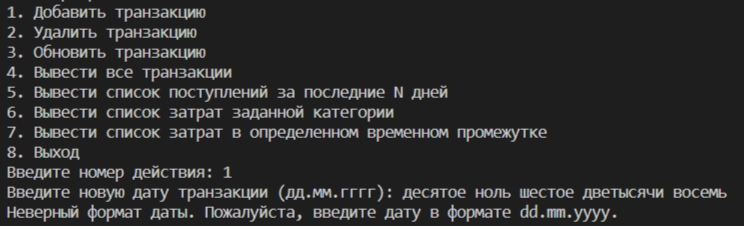 1. Добавить транзакцию
2. Удалить транзакцию
3. Обновить транзакцию
4. Вывести все транзакции
5. Вывести список поступлений за последние N дней
6. Вывести список затрат заданной категории
7. Вывести список затрат в определенном временном промежутке
8. Выход
Введите номер действия: 1
Введите новую дату транзакции (дд.мм.гггг): десятое ноль шестое дветысячи восемь
Неверный формат даты. Пожалуйста, введите дату в формате dd.mm.yyyy.